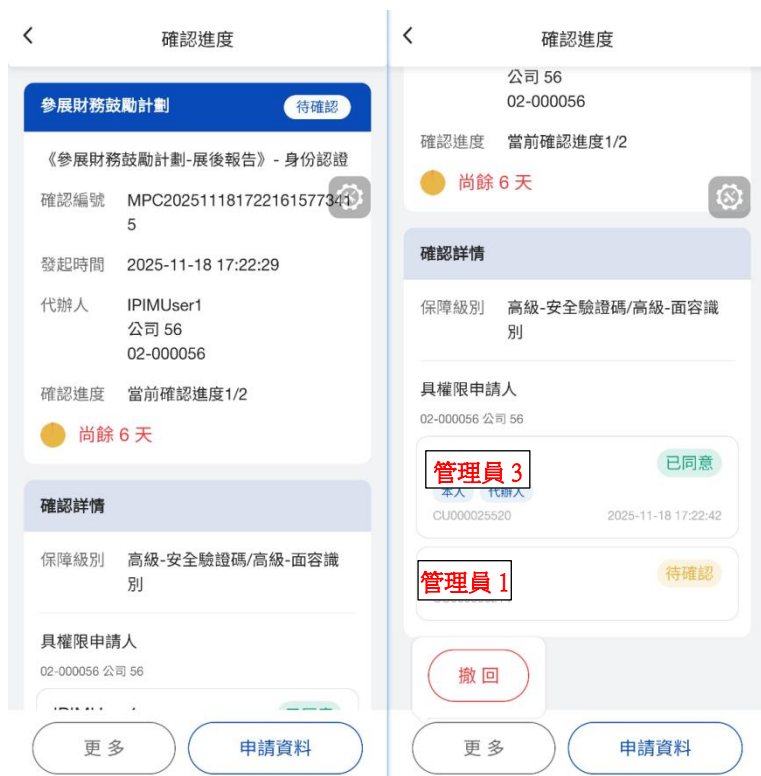 確認進度
參展財務鼓勵計劃
待確認
《參展財務鼓勵計劃-展後報告》- 身份認證
確認編號
MPC2025111817221615773415
發起時間
2025-11-18 17:22:29
代辦人
IPIMUser1
公司 56
02-000056
確認進度
當前確認進度1/2
尚餘 6 天
確認詳情
保障級別
高級-安全驗證碼/高級-面容識
別
具權限申請人
02-000056 公司 56
更多
申請資料
確認進度
公司 56
02-000056
確認進度
當前確認進度1/2
尚餘 6 天
確認詳情
保障級別
高級-安全驗證碼/高級-面容識
別
具權限申請人
02-000056 公司 56
管理員 3
已同意
本人
代辦人
CU000025520
2025-11-18 17:22:42
管理員 1
待確認
撤回
更多
申請資料